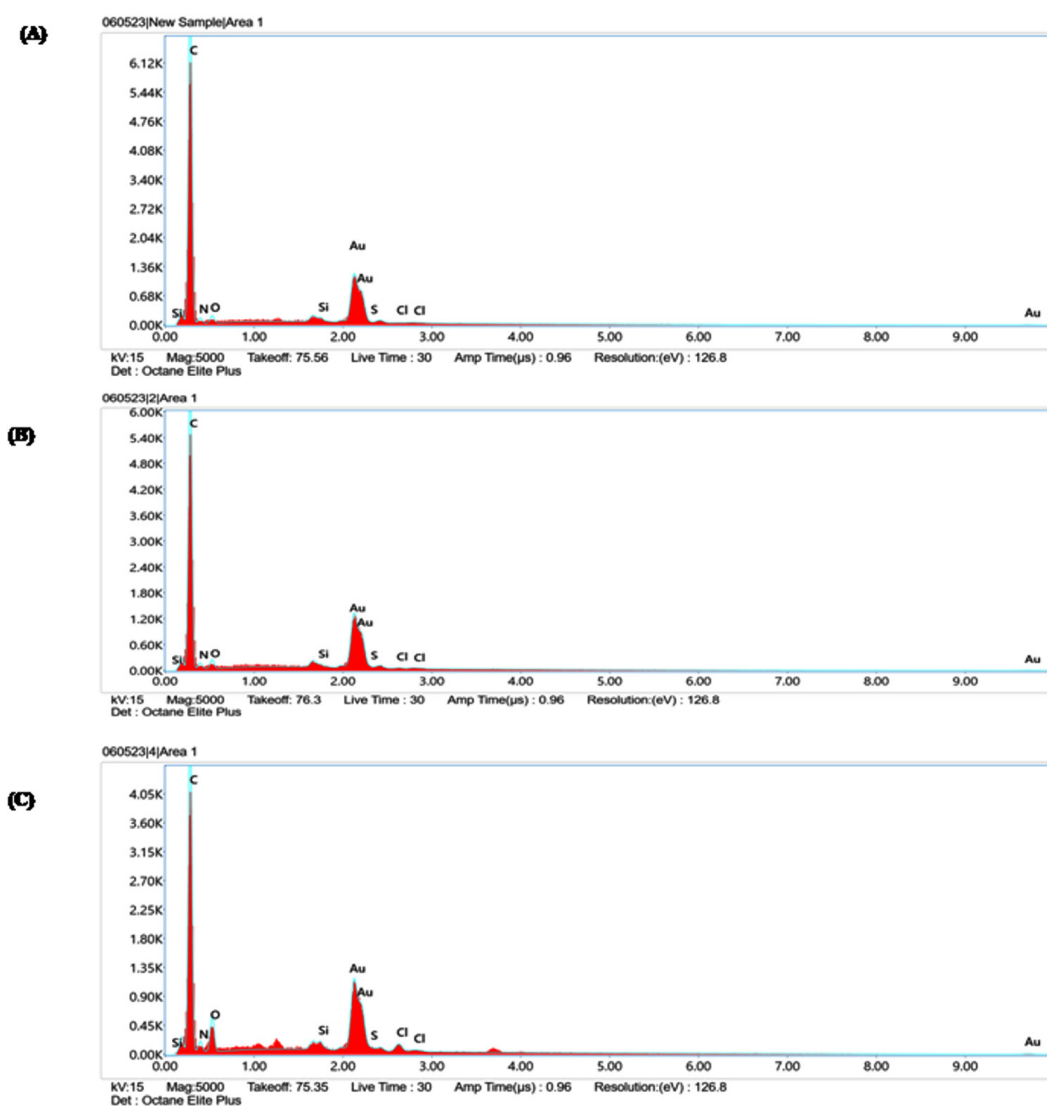 (A)
060523|New Sample|Area 1
6.12K
5.44K
4.76K
4.08K
3.40K
2.72K
2.04K
1.36K
0.68K
0.00K
C
Au
Au
Si N O Si S Cl Cl Au
0.00 1.00 2.00 3.00 4.00 5.00 6.00 7.00 8.00 9.00
kV:15 Mag:5000 Takeoff: 75.56 Live Time : 30 Amp Time(µs) : 0.96 Resolution:(eV) : 126.8
Det : Octane Elite Plus
(B)
060523|2|Area 1
6.00K
5.40K
4.80K
4.20K
3.60K
3.00K
2.40K
1.80K
1.20K
0.60K
0.00K
C
Au
Au
Si N O Si S Cl Cl Au
0.00 1.00 2.00 3.00 4.00 5.00 6.00 7.00 8.00 9.00
kV:15 Mag:5000 Takeoff: 76.3 Live Time : 30 Amp Time(µs) : 0.96 Resolution:(eV) : 126.8
Det : Octane Elite Plus
(C)
060523|4|Area 1
4.05K
3.60K
3.15K
2.70K
2.25K
1.80K
1.35K
0.90K
0.45K
0.00K
C
Au
Au
Si N O Si S Cl Cl Au
0.00 1.00 2.00 3.00 4.00 5.00 6.00 7.00 8.00 9.00
kV:15 Mag:5000 Takeoff: 75.35 Live Time : 30 Amp Time(µs) : 0.96 Resolution:(eV) : 126.8
Det : Octane Elite Plus